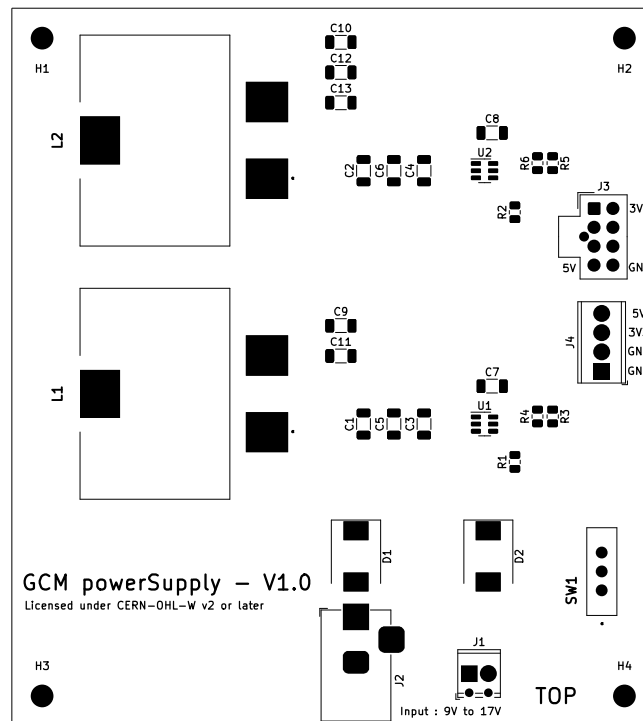 C10
H1
H2
C12
C13
L2
C8
U2
C2
C6
C4
R6
R5
J3
R2
3V
5V
GN
C9
C11
J4
5V
3V
GN
GN
L1
C7
U1
C1
C5
C3
R4
R3
R1
D1
D2
SW1
GCM powerSupply - V1.0
Licensed under CERN-OHL-W v2 or later
J1
J2
H3
H4
TOP
Input : 9V to 17V